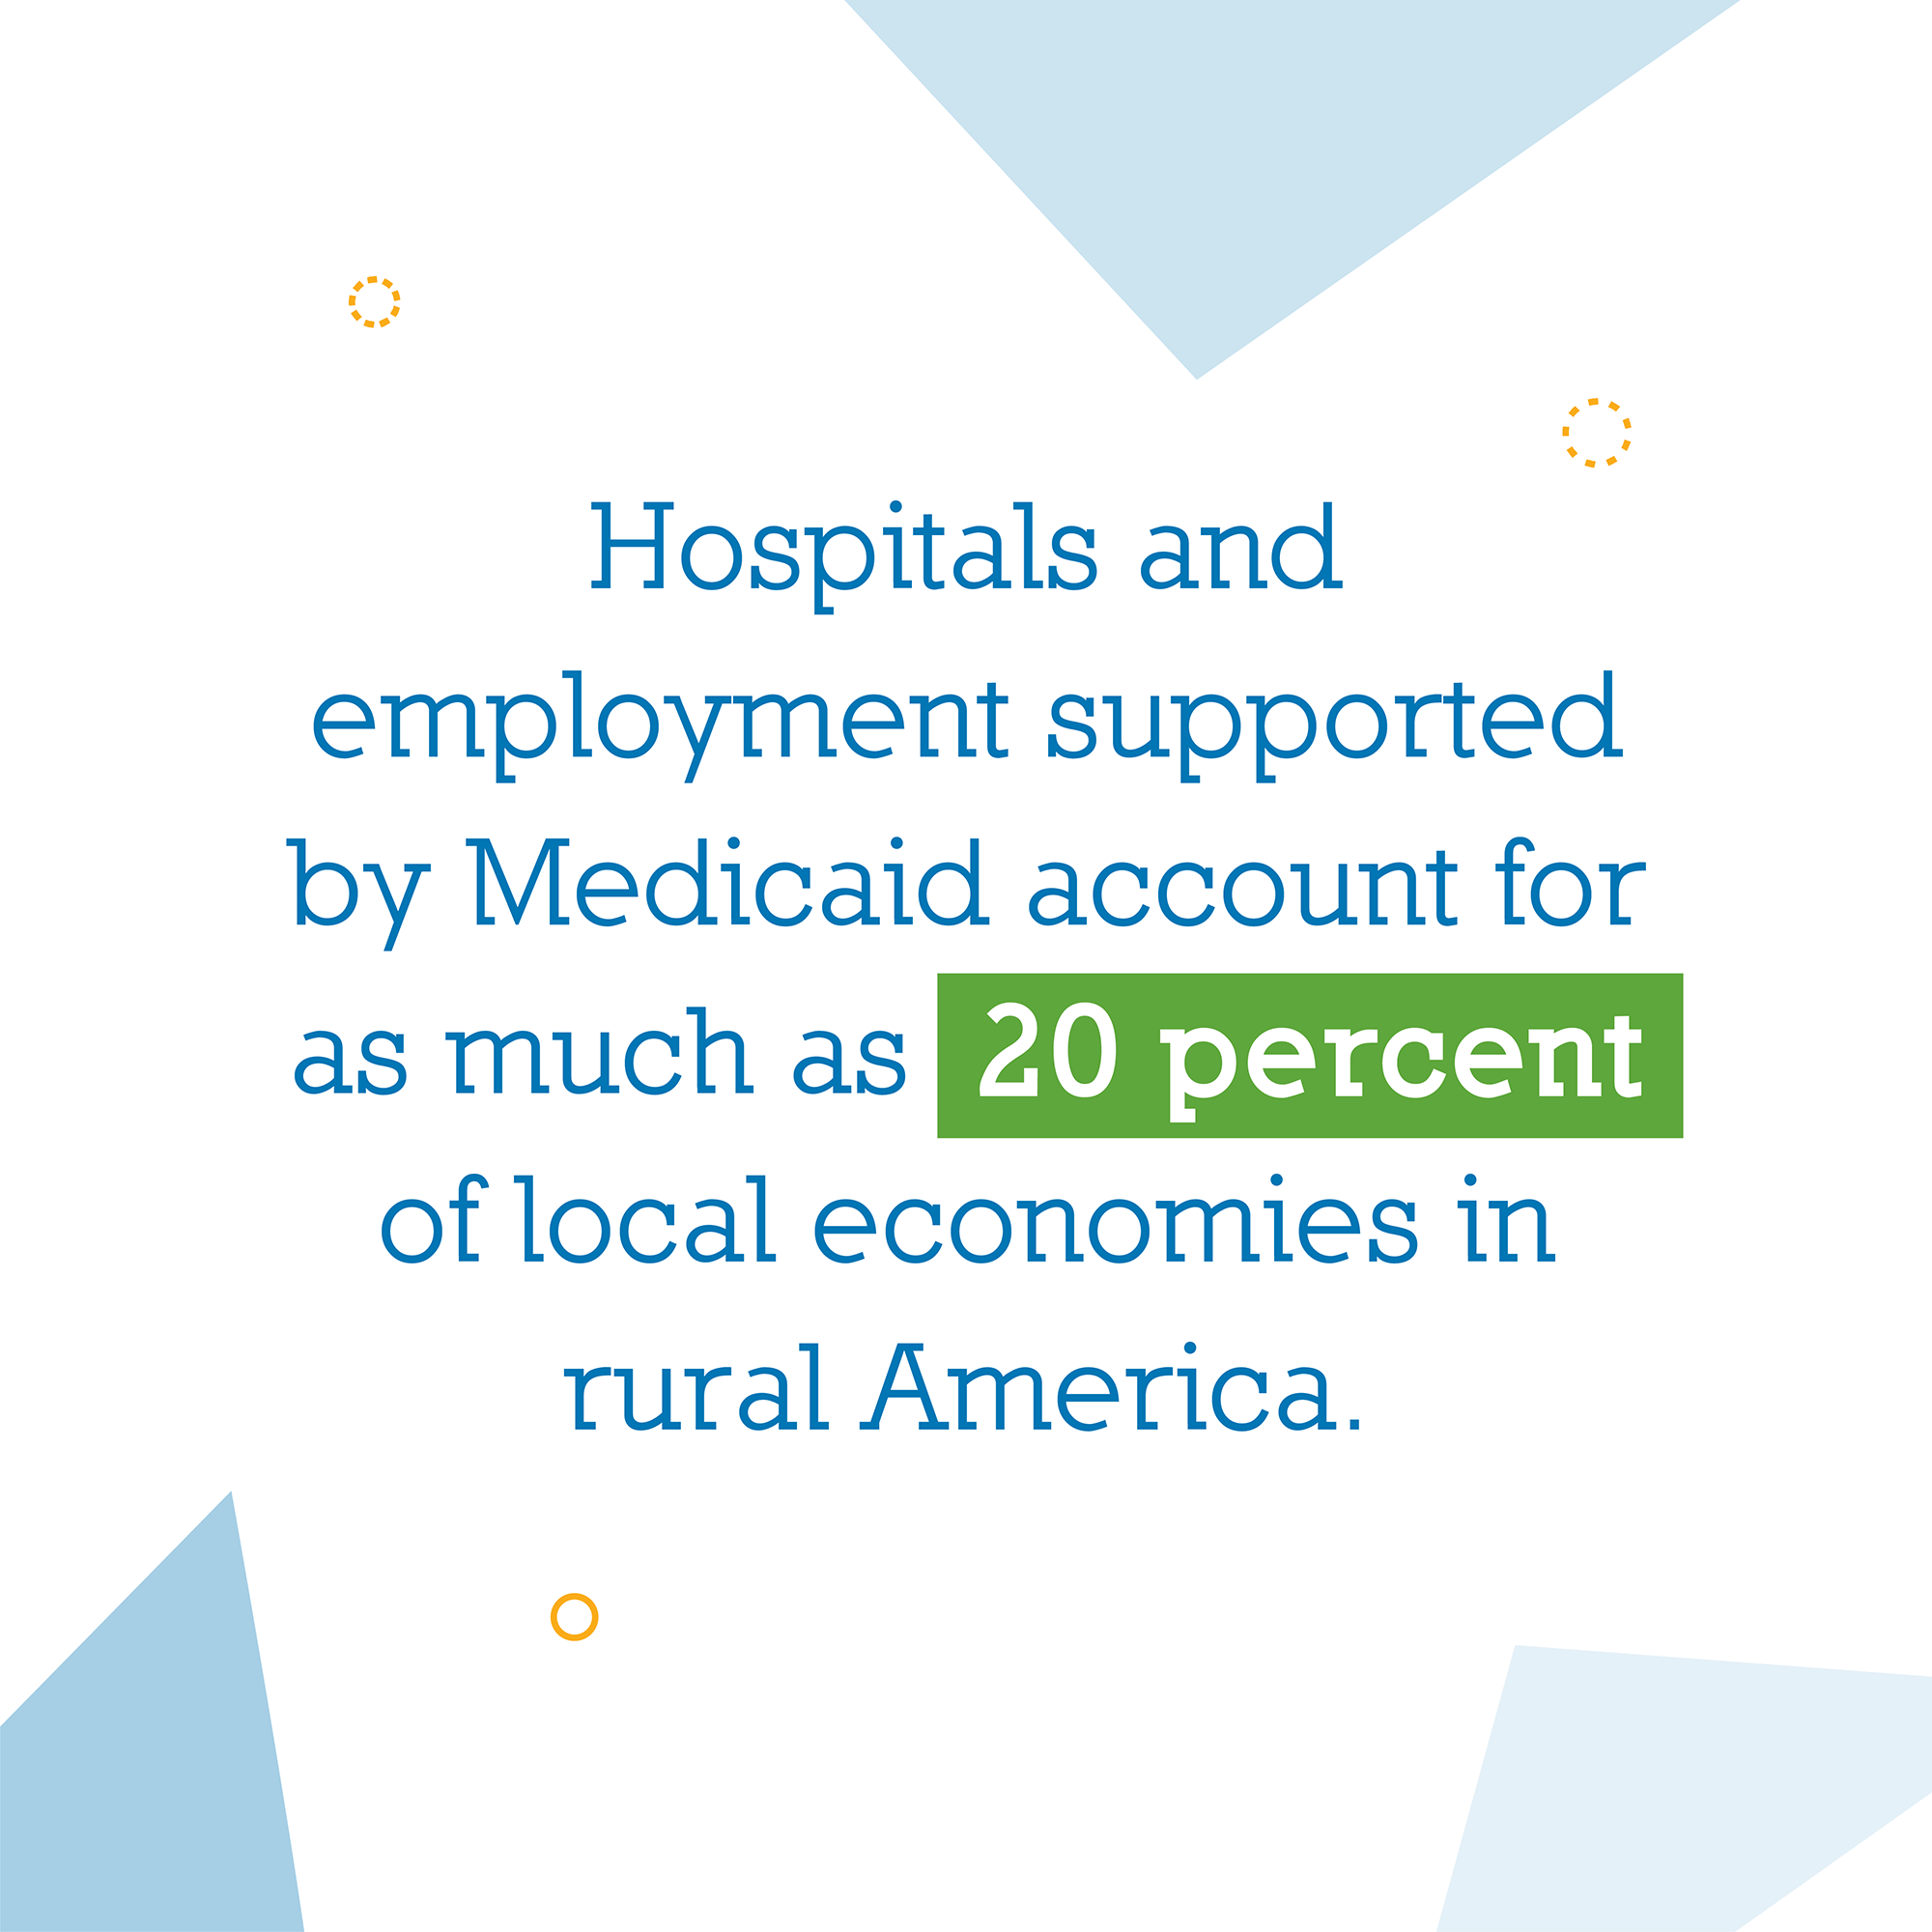 Hospitals and
employment supported
by Medicaid account for
as much as 20 percent
of local economies in
rural America.